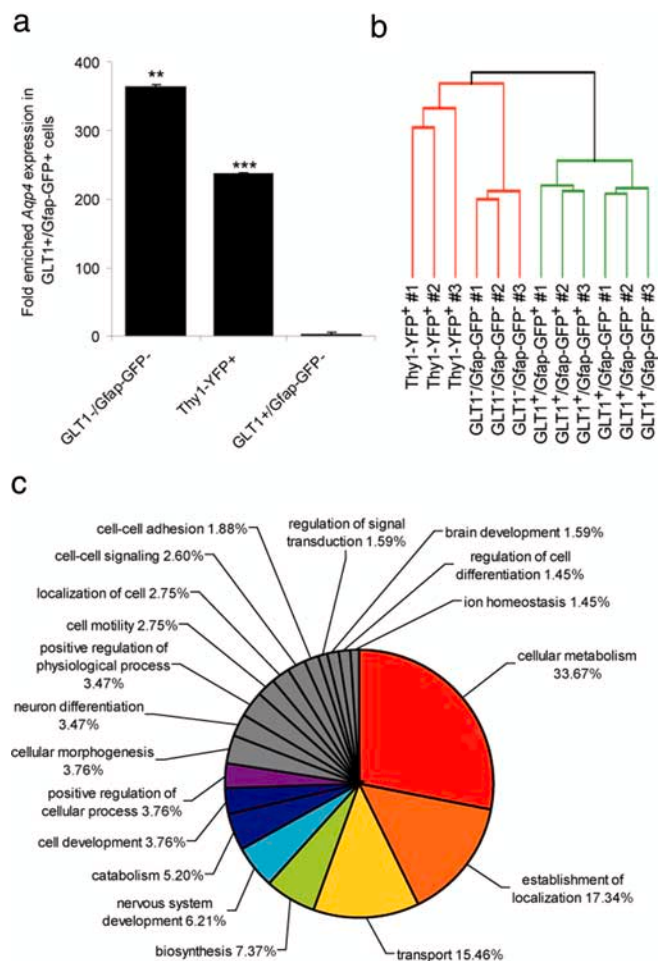 a
Fold enriched Aqp4 expression in
GLT1+/Gfap-GFP+ cells
400
300
200
100
0
**
***
GLT1-/Gfap-GFP-
Thy1-YFP+
GLT1+/Gfap-GFP-
b
Thy1-YFP+ #1
Thy1-YFP+ #2
Thy1-YFP+ #3
GLT1-/Gfap-GFP- #1
GLT1-/Gfap-GFP- #2
GLT1-/Gfap-GFP- #3
GLT1+/Gfap-GFP+ #1
GLT1+/Gfap-GFP+ #2
GLT1+/Gfap-GFP+ #3
GLT1+/Gfap-GFP- #1
GLT1+/Gfap-GFP- #2
GLT1+/Gfap-GFP- #3
c
cell-cell adhesion 1.88%
cell-cell signaling 2.60%
localization of cell 2.75%
cell motility 2.75%
positive regulation of
physiological process
3.47%
neuron differentiation
3.47%
cellular morphogenesis
3.76%
positive regulation of
cellular process 3.76%
cell development 3.76%
catabolism 5.20%
nervous system
development 6.21%
biosynthesis 7.37%
regulation of signal
transduction 1.59%
brain development 1.59%
regulation of cell
differentiation 1.45%
ion homeostasis 1.45%
cellular metabolism
33.67%
establishment of
localization 17.34%
transport 15.46%